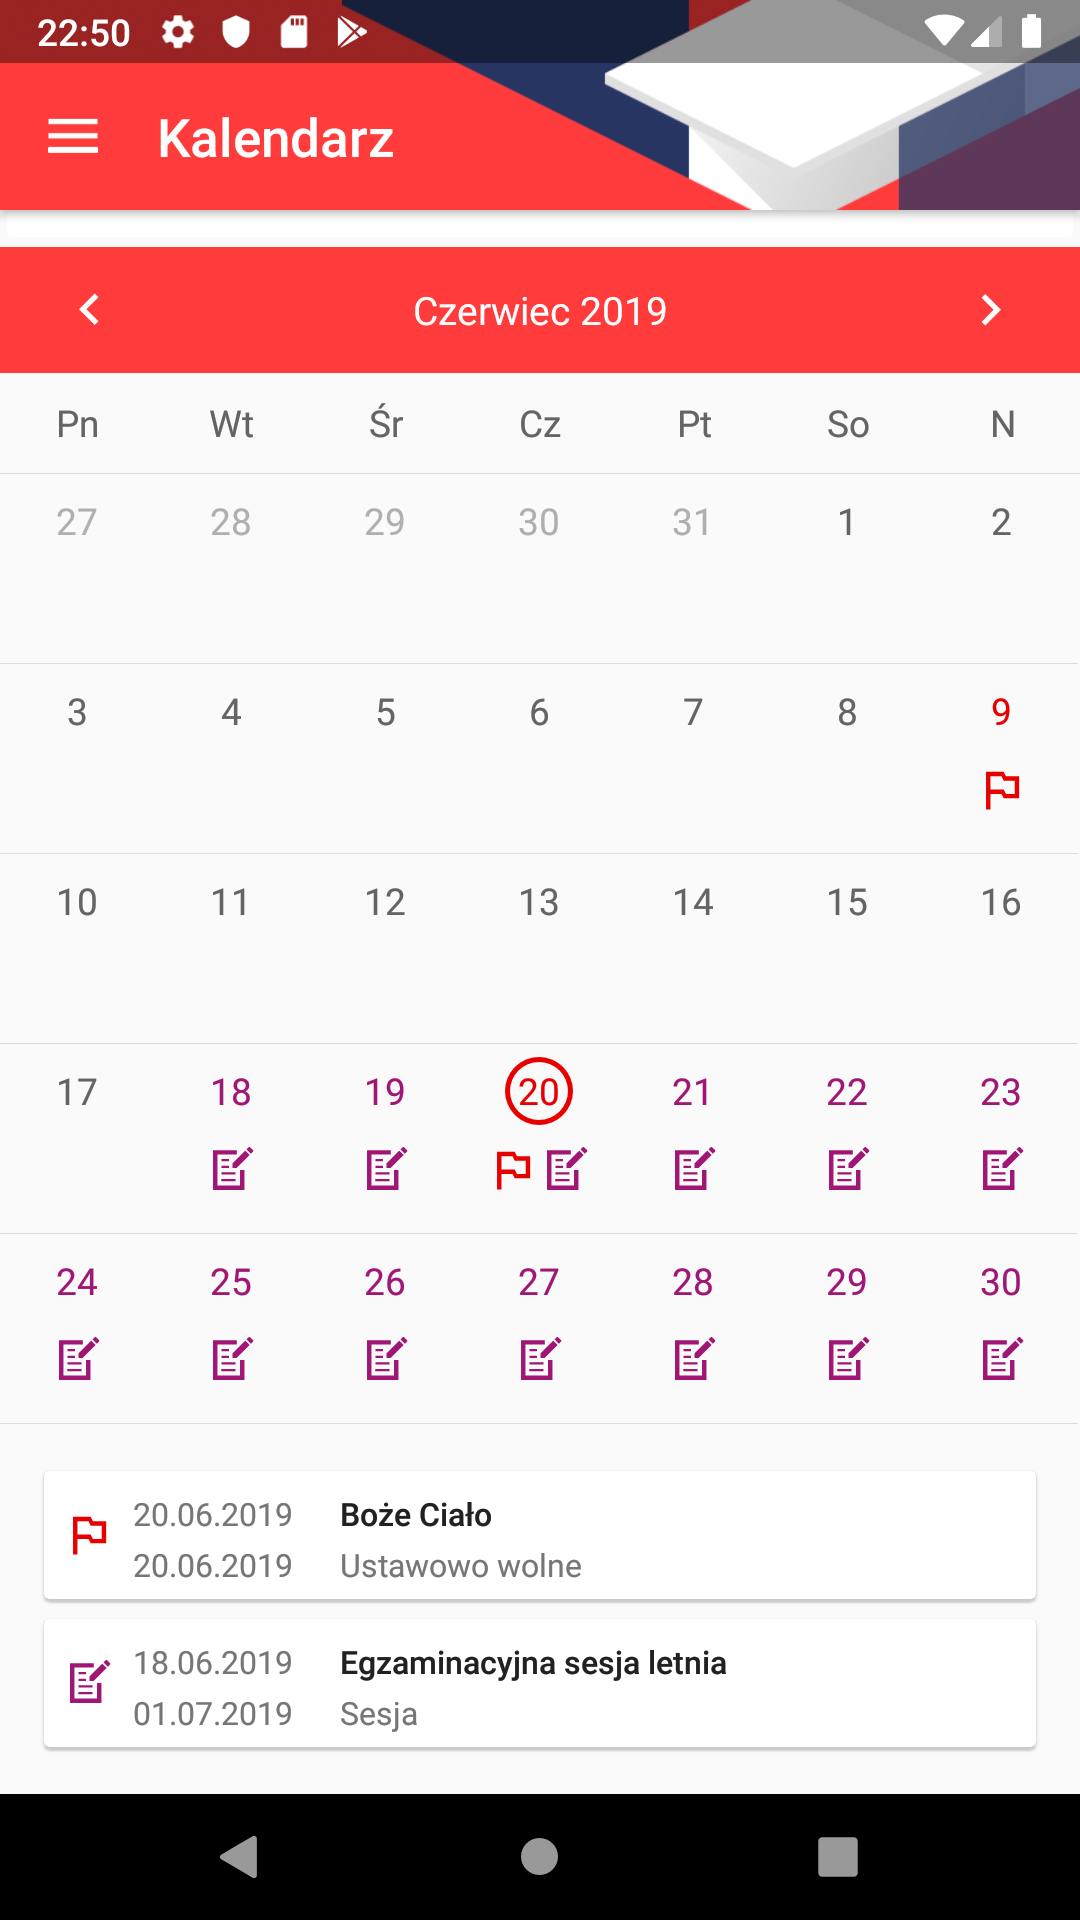 22:50
Kalendarz
Czerwiec 2019
Pn Wt Śr Cz Pt So N
27 28 29 30 31 1 2
3 4 5 6 7 8 9
10 11 12 13 14 15 16
17 18 19 20 21 22 23
24 25 26 27 28 29 30
20.06.2019 Boże Ciało
20.06.2019 Ustawowo wolne
18.06.2019 Egzaminacyjna sesja letnia
01.07.2019 Sesja